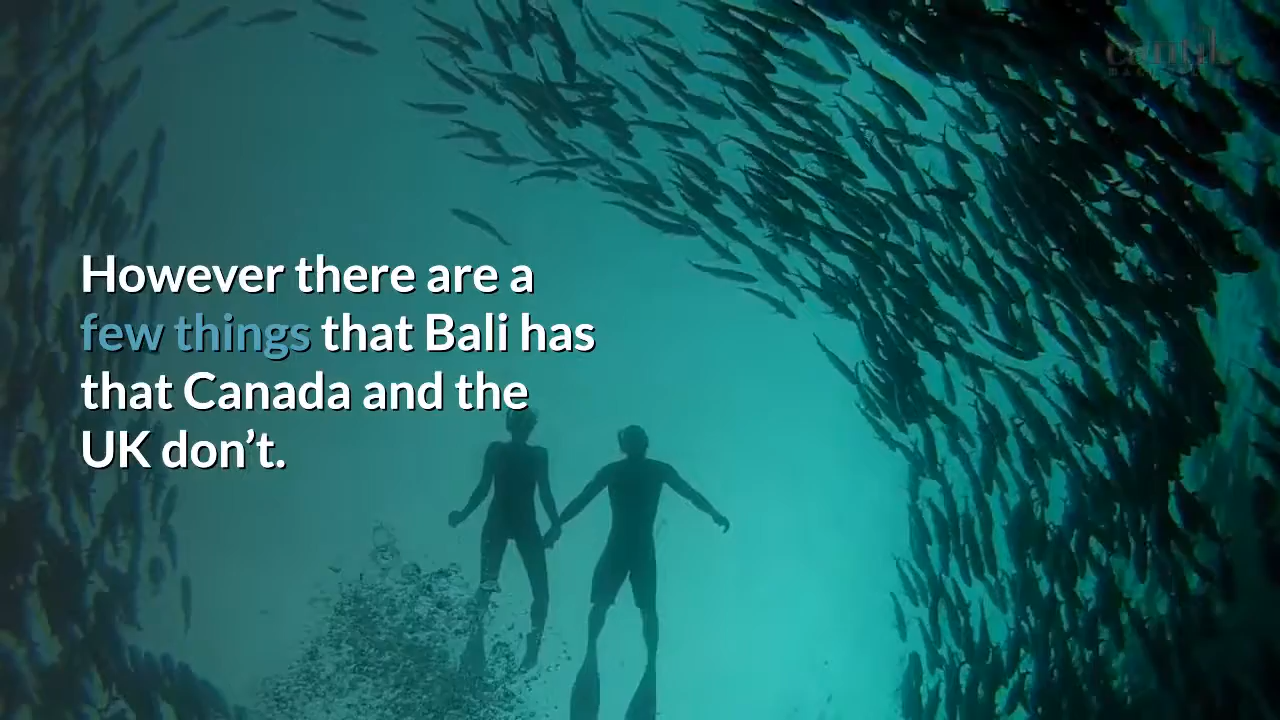 However there are a
few things that Bali has
that Canada and the
UK don’t.